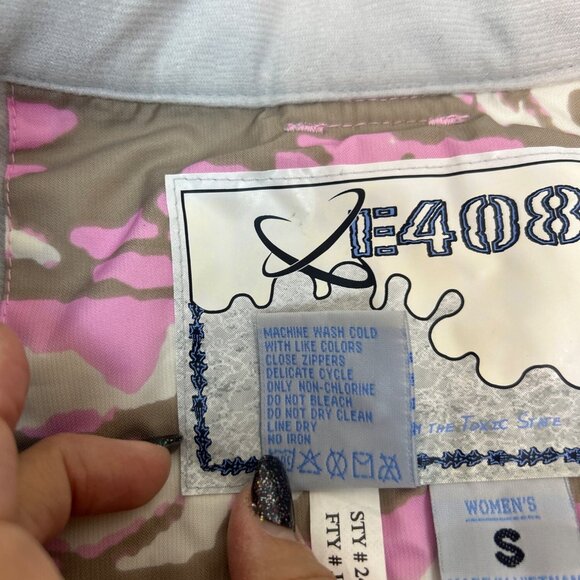 E408
MACHINE WASH COLD
WITH LIKE COLORS
CLOSE ZIPPERS
DELICATE CYCLE
ONLY NON-CHLORINE
DO NOT BLEACH
DO NOT DRY CLEAN
LINE DRY
NO IRON
THE TOXIC STATE
WOMEN'S
S
STY # 2
FTY #